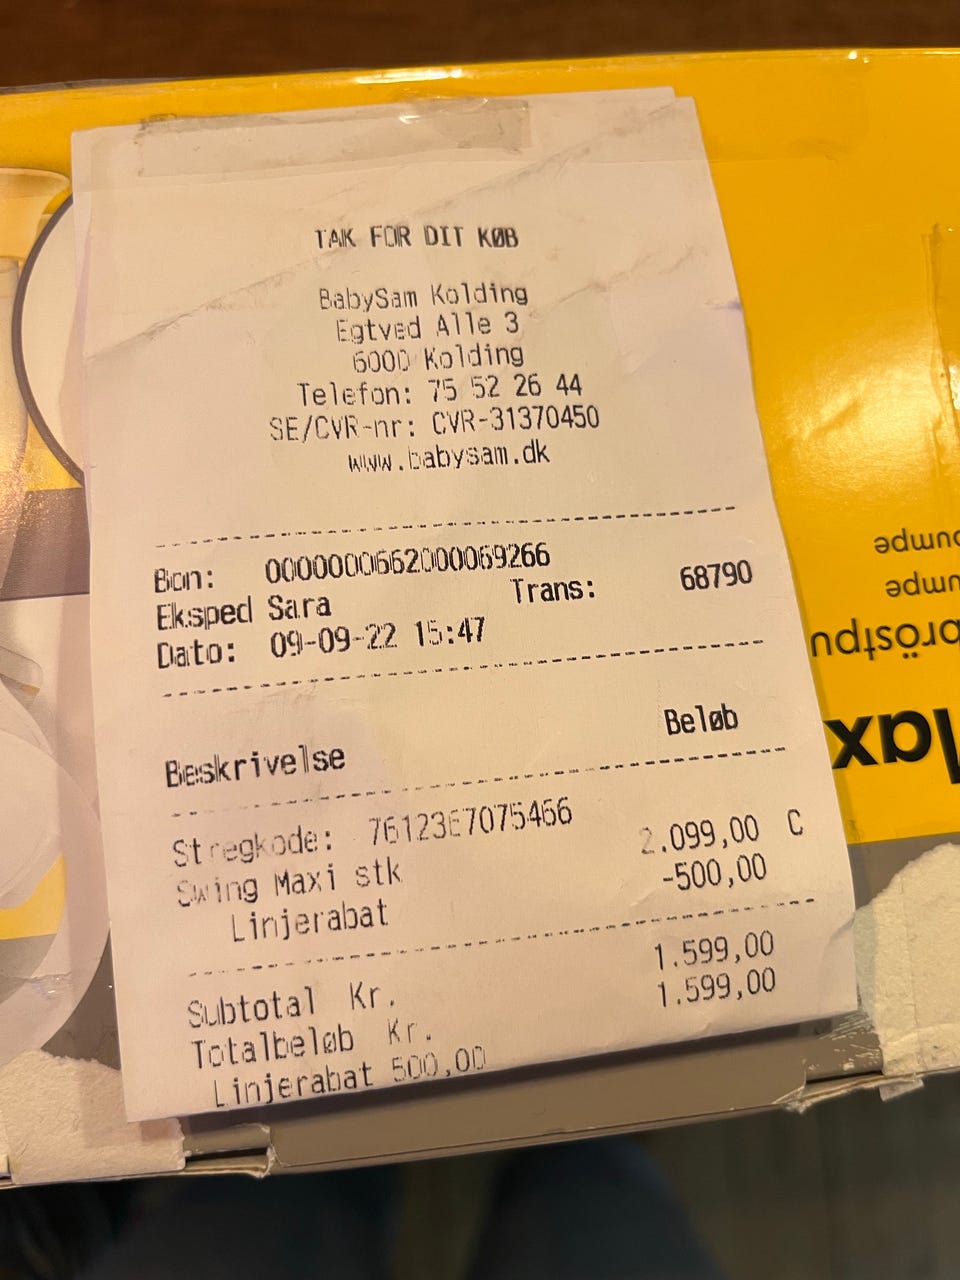 TAK FOR DIT KØB
BabySam Kolding
Egtved Alle 3
6000 Kolding
Telefon: 75 52 26 44
SE/CVR-nr: CVR-31370450
www.babysam.dk
Bon: 0000000662000069266
Eksped Sara Trans: 68790
Dato: 09-09-22 15:47
Beskrivelse Beløb
Stregkode: 7612367075466
Swing Maxi stk 2.099,00 C
Linjerabat -500,00
Subtotal Kr. 1.599,00
Totalbeløb Kr. 1.599,00
Linjerabat 500,00